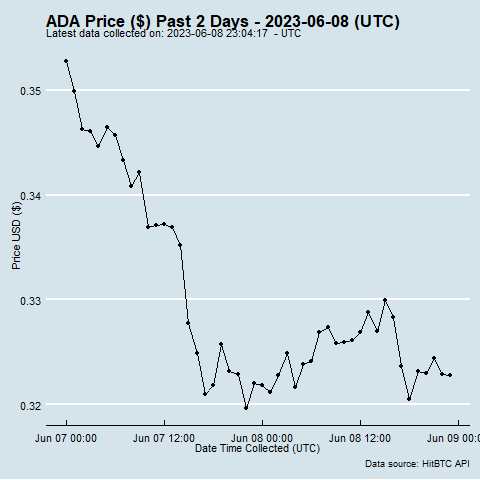 ADA Price ($) Past 2 Days - 2023-06-08 (UTC)
Latest data collected on: 2023-06-08 23:04:17  - UTC
0.35
0.34
0.33
0.32
Price USD ($)
Jun 07 00:00
Jun 07 12:00
Jun 08 00:00
Jun 08 12:00
Jun 09 00:00
Date Time Collected (UTC)
Data source: HitBTC API